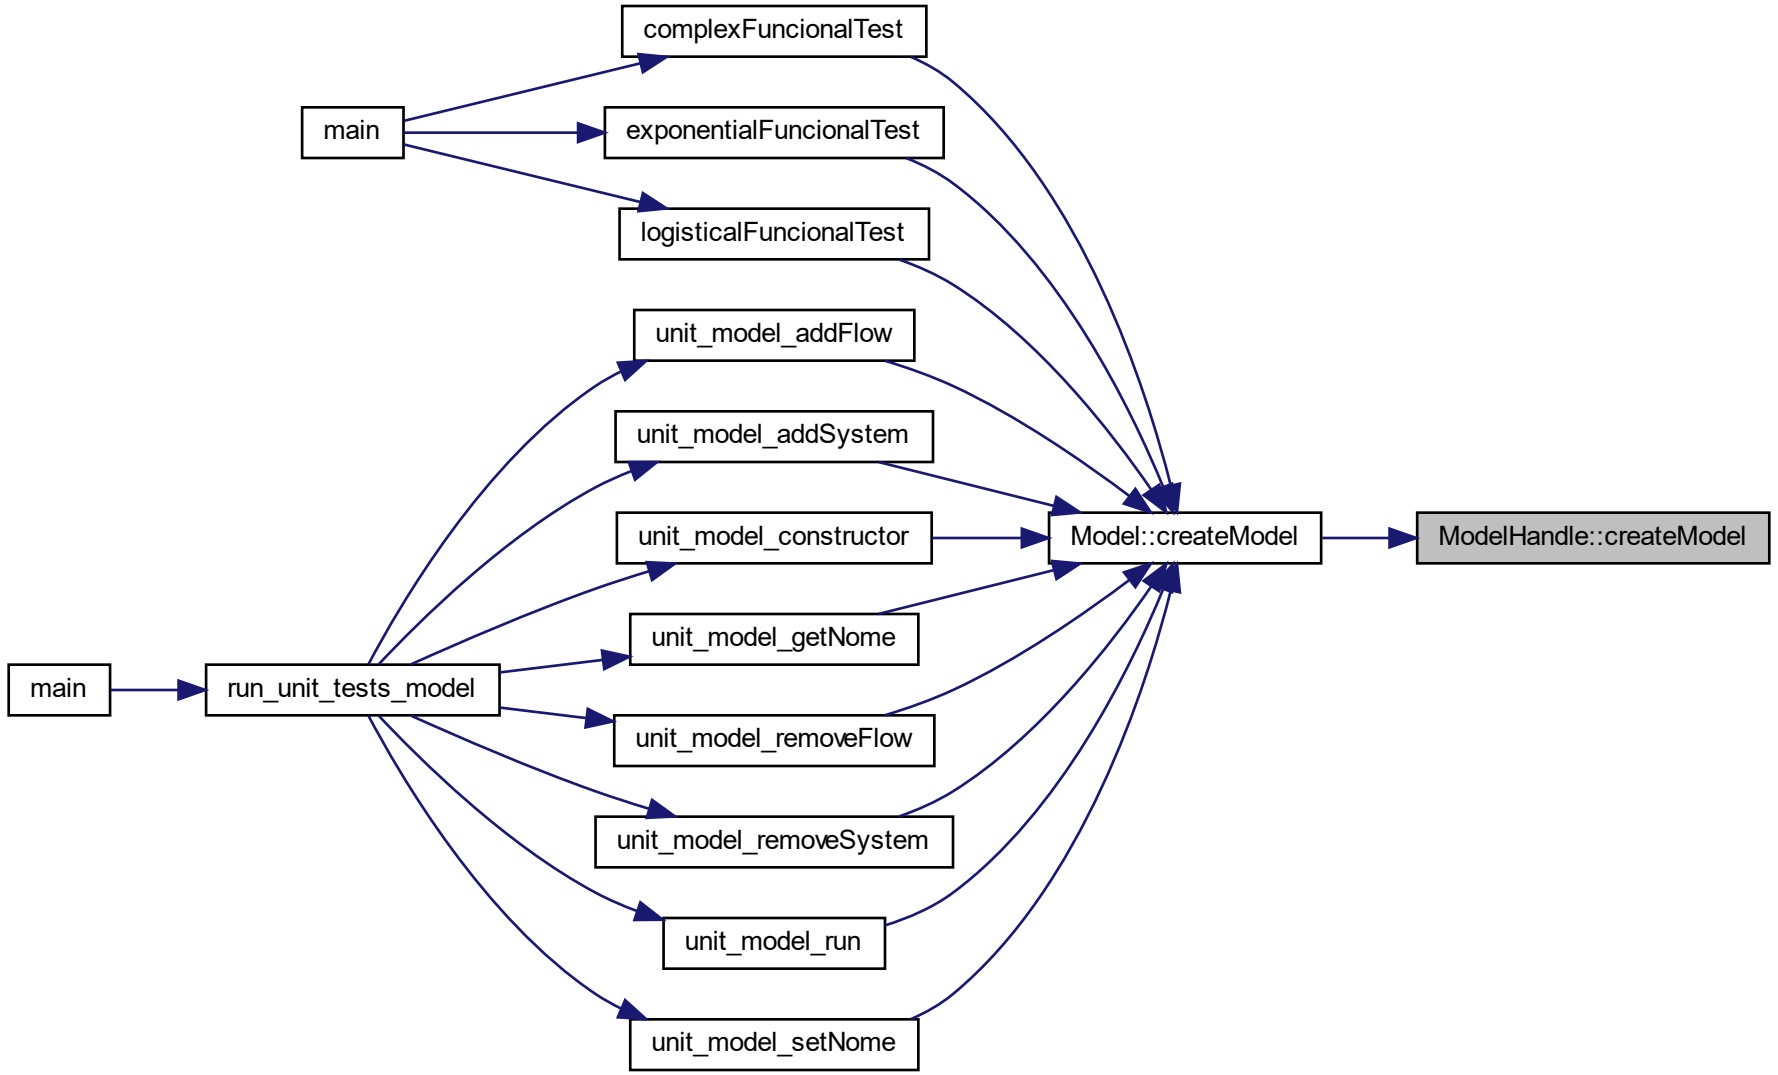 complexFuncionalTest
main
exponentialFuncionalTest
logisticalFuncionalTest
unit_model_addFlow
unit_model_addSystem
unit_model_constructor
Model::createModel
ModelHandle::createModel
unit_model_getNome
main
run_unit_tests_model
unit_model_removeFlow
unit_model_removeSystem
unit_model_run
unit_model_setNome